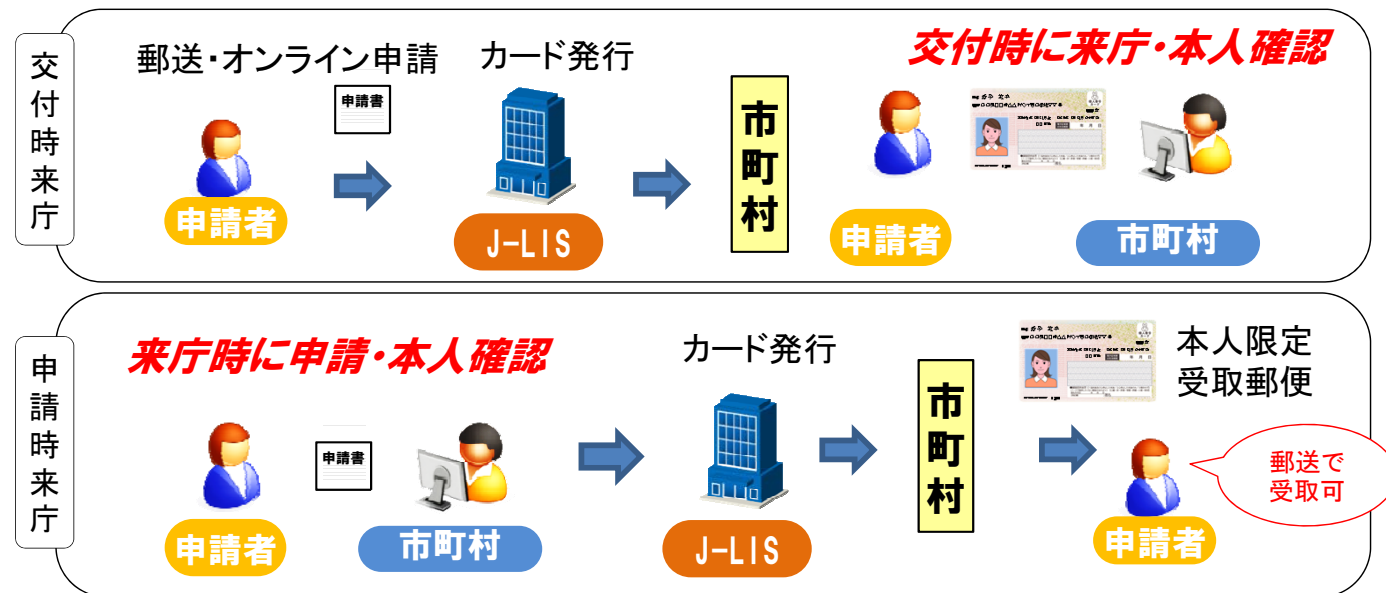 交付時来庁
郵送・オンライン申請
カード発行
交付時に来庁・本人確認
申請書
市町村
申請者
J-LIS
申請者
市町村
申請時来庁
来庁時に申請・本人確認
カード発行
本人限定
受取郵便
申請書
市町村
郵送で
受取可
申請者
市町村
J-LIS
申請者